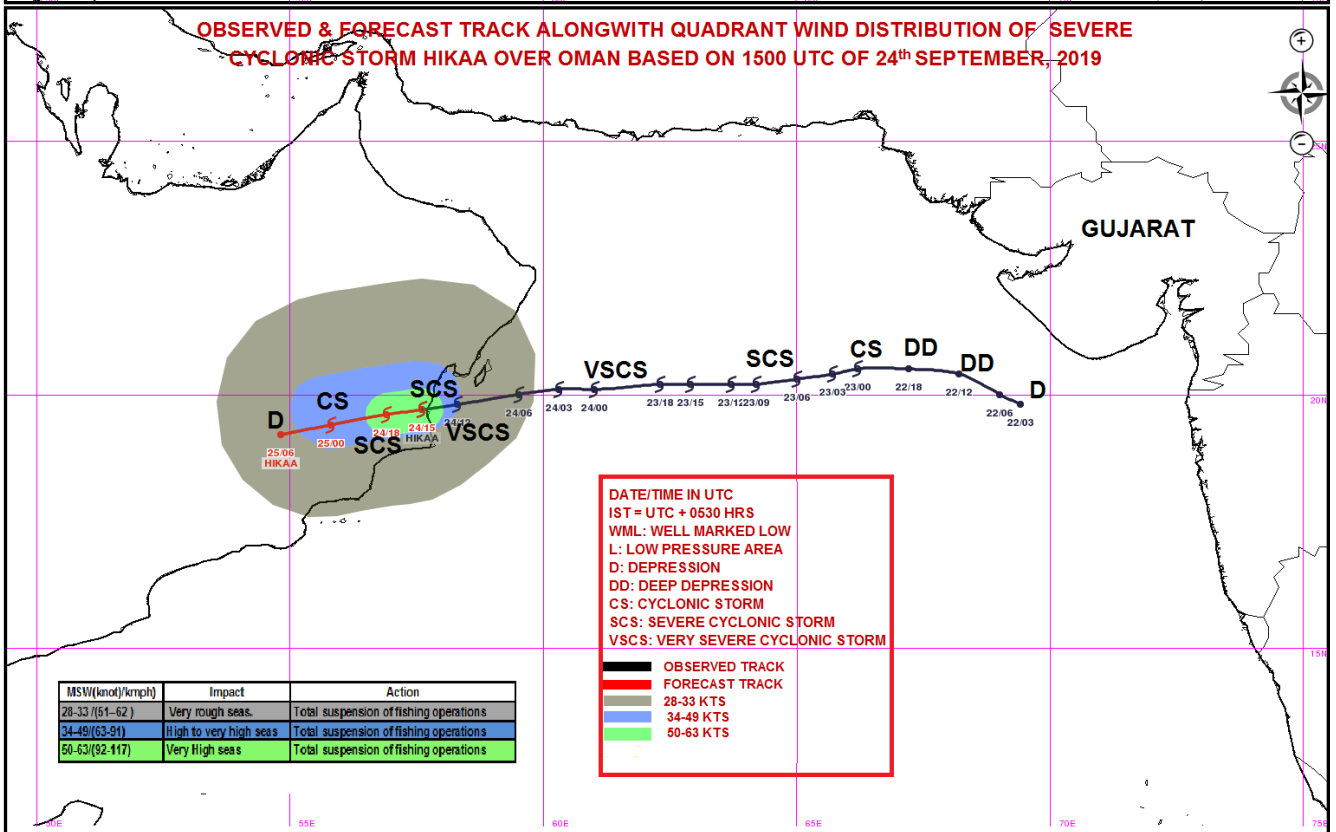 OBSERVED & FORECAST TRACK ALONGWITH QUADRANT WIND DISTRIBUTION OF SEVERE
CYCLONIC STORM HIKAA OVER OMAN BASED ON 1500 UTC OF 24th SEPTEMBER, 2019
+
−
25N
GUJARAT
VSCS
SCS
CS
DD
DD
D
D
CS
SCS
SCS
VSCS
25/06
HIKAA
25/00
24/18
24/15
HIKAA
24/12
24/06
24/03
24/00
23/18
23/15
23/12
23/09
23/06
23/03
23/00
22/18
22/12
22/06
22/03
20N
DATE/TIME IN UTC
IST = UTC + 0530 HRS
WML: WELL MARKED LOW
L: LOW PRESSURE AREA
D: DEPRESSION
DD: DEEP DEPRESSION
CS: CYCLONIC STORM
SCS: SEVERE CYCLONIC STORM
VSCS: VERY SEVERE CYCLONIC STORM
OBSERVED TRACK
FORECAST TRACK
28-33 KTS
34-49 KTS
50-63 KTS
15N
MSW(knot)/kmph) Impact Action
28-33 /(51–62 ) Very rough seas. Total suspension of fishing operations
34-49/(63-91) High to very high seas Total suspension of fishing operations
50-63/(92-117) Very High seas Total suspension of fishing operations
50E
55E
60E
65E
70E
75E